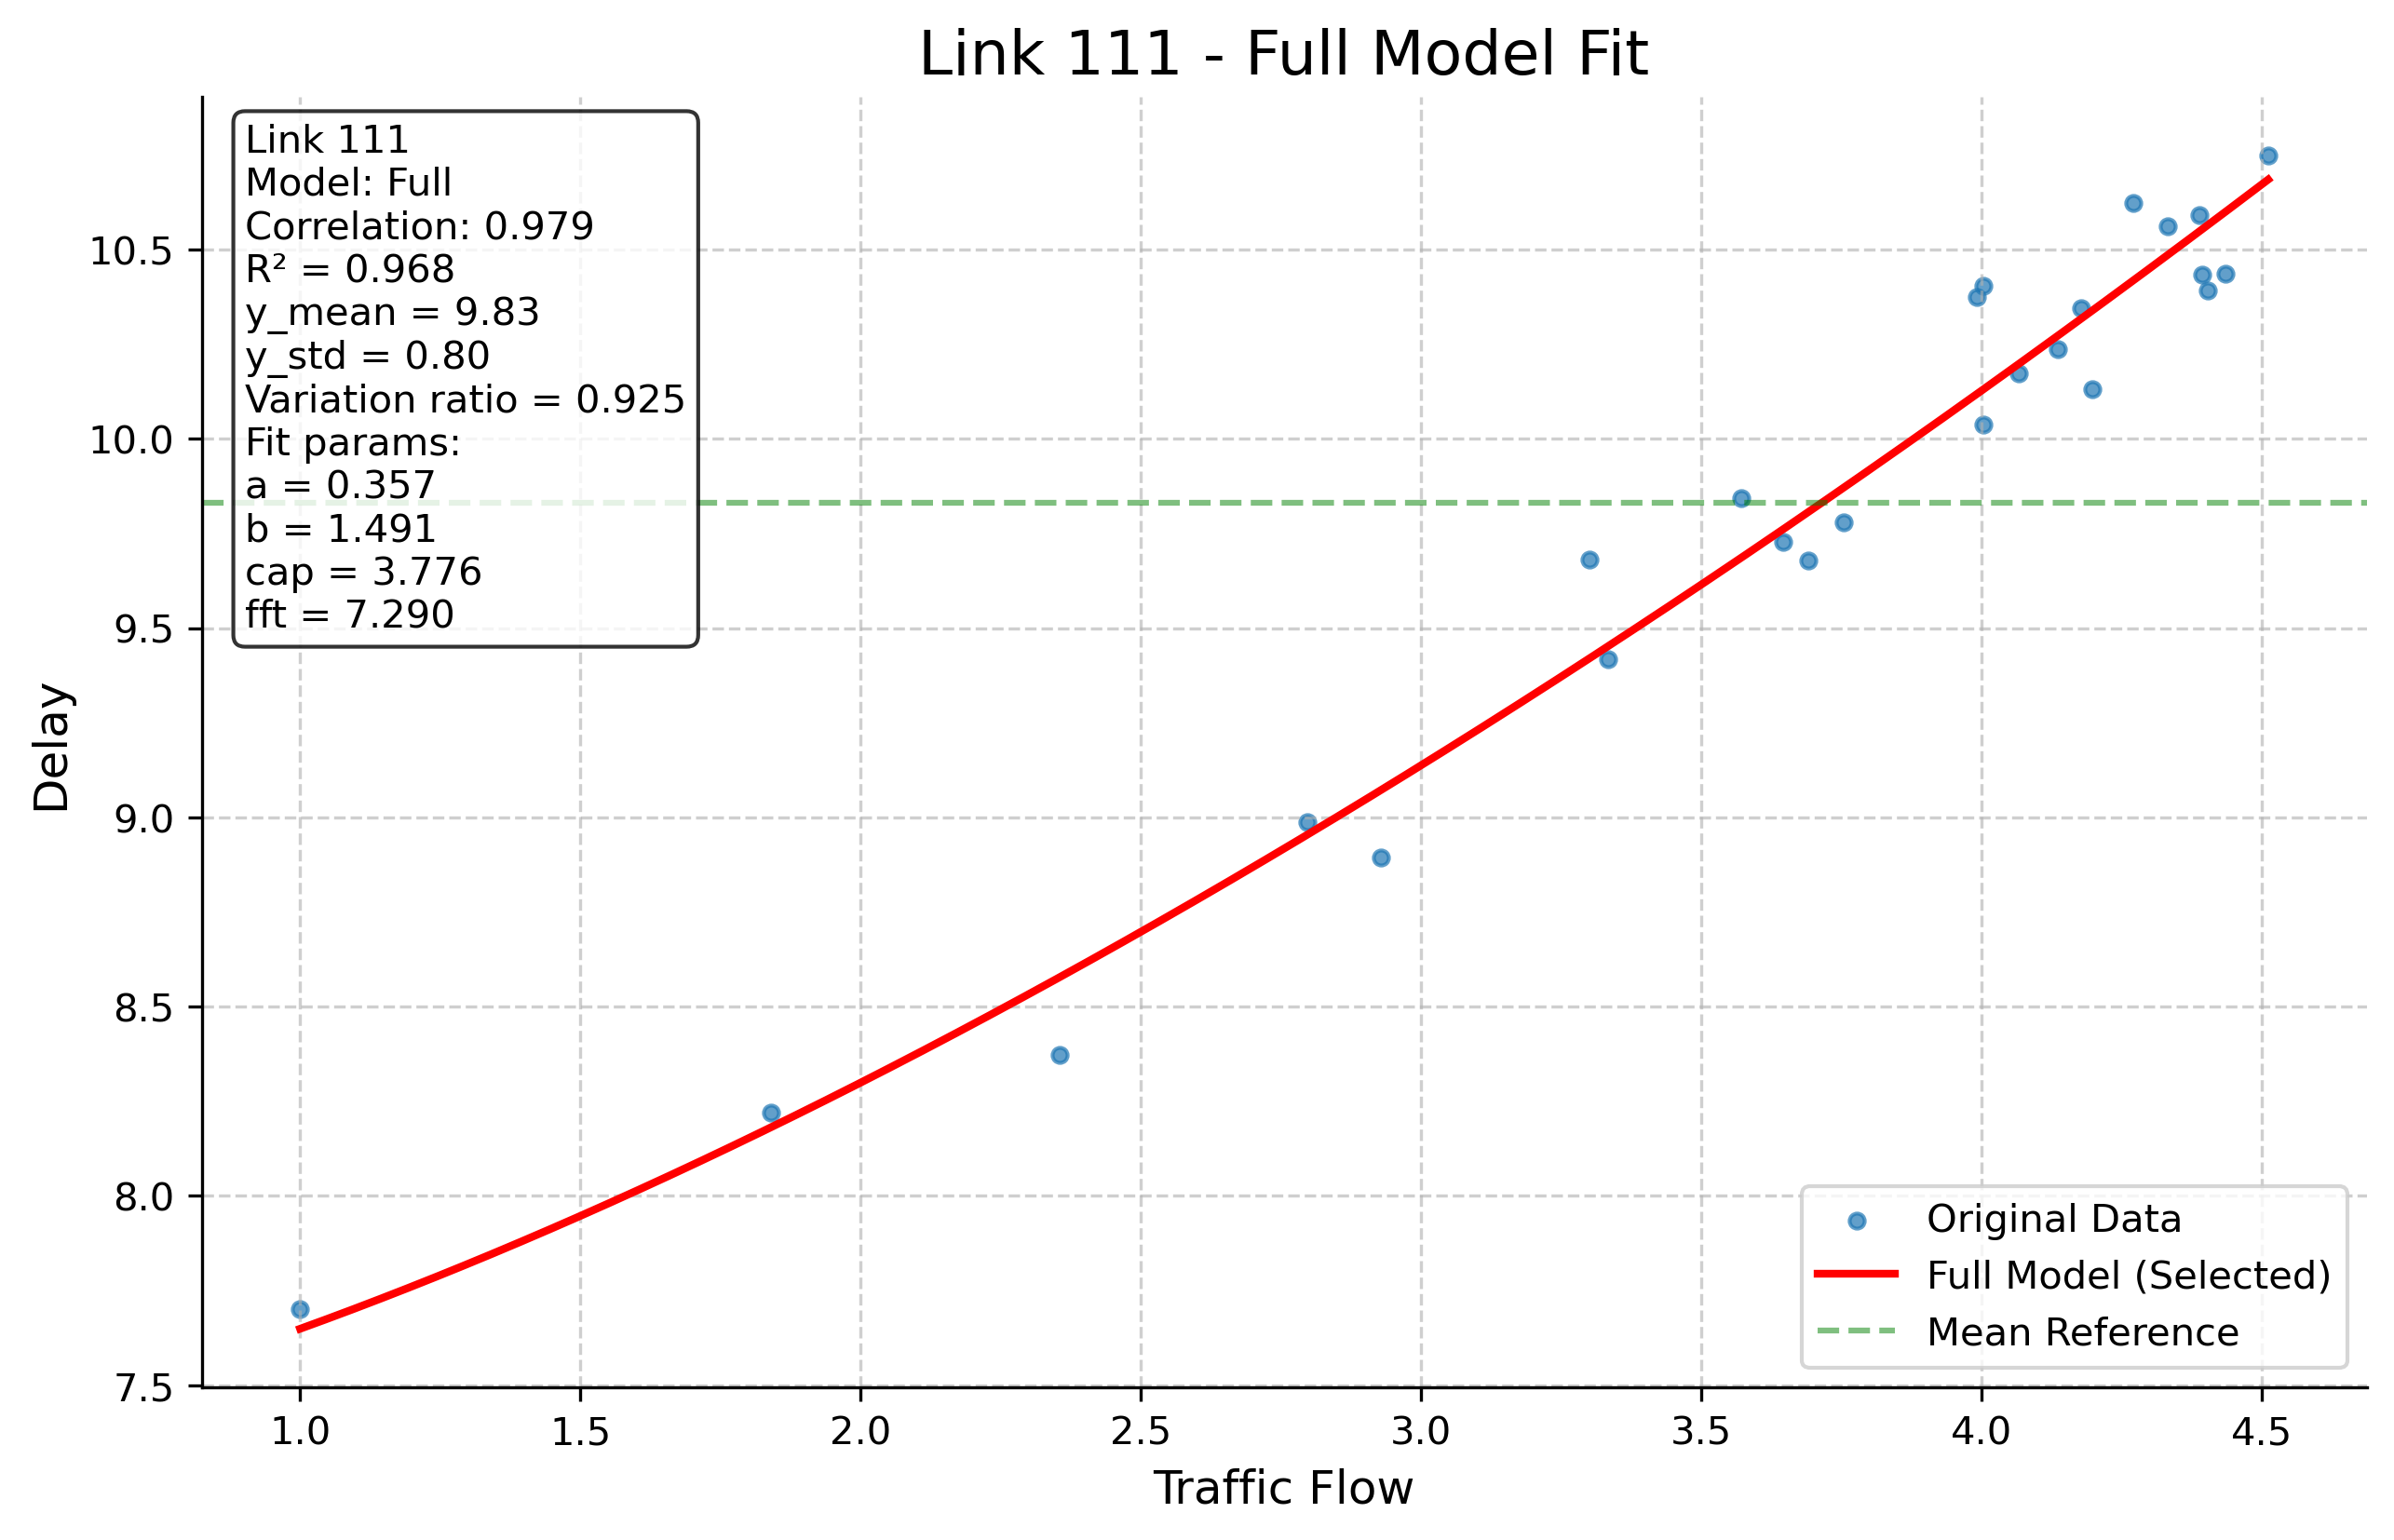 Link 111 - Full Model Fit
Link 111
Model: Full
Correlation: 0.979
R² = 0.968
y_mean = 9.83
y_std = 0.80
Variation ratio = 0.925
Fit params:
a = 0.357
b = 1.491
cap = 3.776
fft = 7.290
Delay
10.5
10.0
9.5
9.0
8.5
8.0
7.5
Original Data
Full Model (Selected)
Mean Reference
1.0 1.5 2.0 2.5 3.0 3.5 4.0 4.5
Traffic Flow